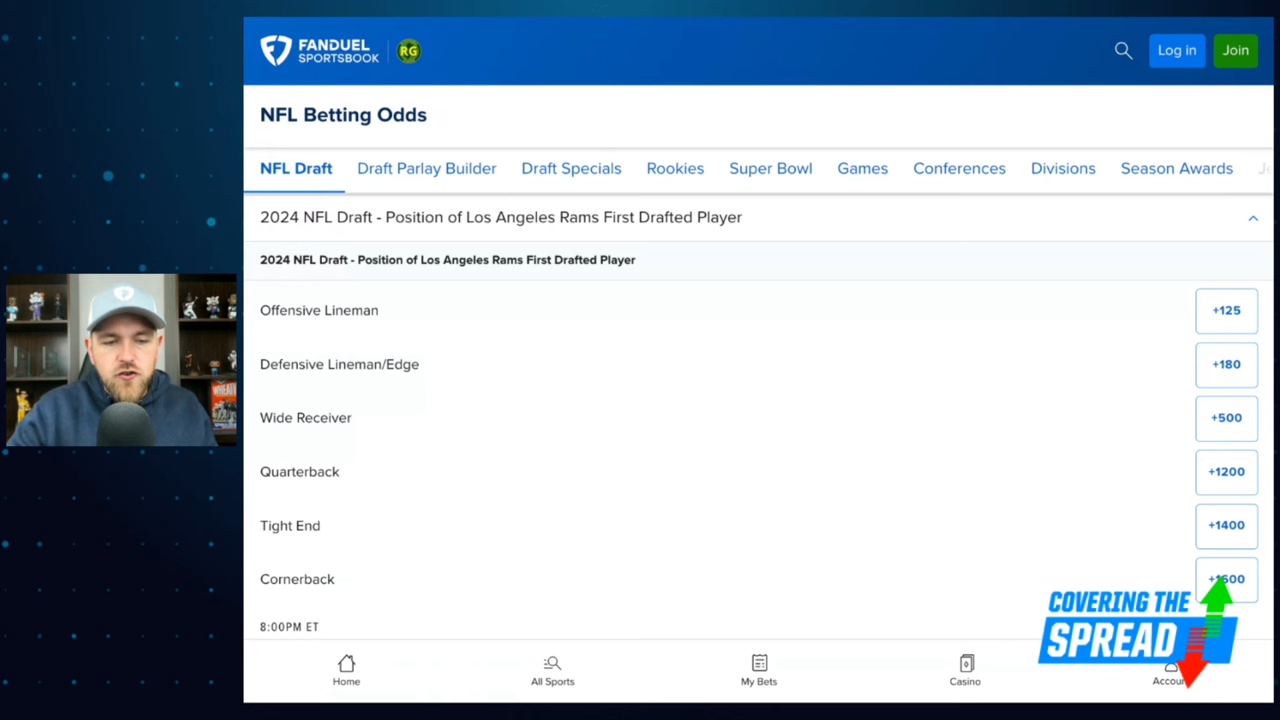 FANDUEL
SPORTSBOOK
RG
Log in
Join
NFL Betting Odds
NFL Draft
Draft Parlay Builder
Draft Specials
Rookies
Super Bowl
Games
Conferences
Divisions
Season Awards
2024 NFL Draft - Position of Los Angeles Rams First Drafted Player
2024 NFL Draft - Position of Los Angeles Rams First Drafted Player
Offensive Lineman +125
Defensive Lineman/Edge +180
Wide Receiver +500
Quarterback +1200
Tight End +1400
Cornerback
8:00PM ET
COVERING THE
SPREAD
Home
All Sports
My Bets
Casino